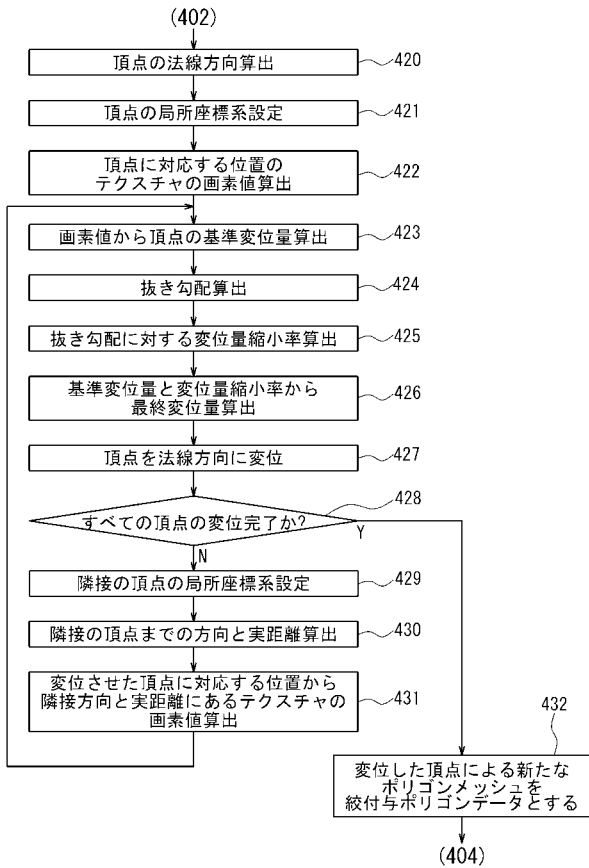 (402)
頂点の法線方向算出
420
頂点の局所座標系設定
421
頂点に対応する位置の
テクスチャの画素値算出
422
画素値から頂点の基準変位量算出
423
抜き勾配算出
424
抜き勾配に対する変位量縮小率算出
425
基準変位量と変位量縮小率から
最終変位量算出
426
頂点を法線方向に変位
427
428
すべての頂点の変位完了か?
Y
N
隣接の頂点の局所座標系設定
429
隣接の頂点までの方向と実距離算出
430
変位させた頂点に対応する位置から
隣接方向と実距離にあるテクスチャの
画素値算出
431
432
変位した頂点による新たな
ポリゴンメッシュを
絞付与ポリゴンデータとする
(404)